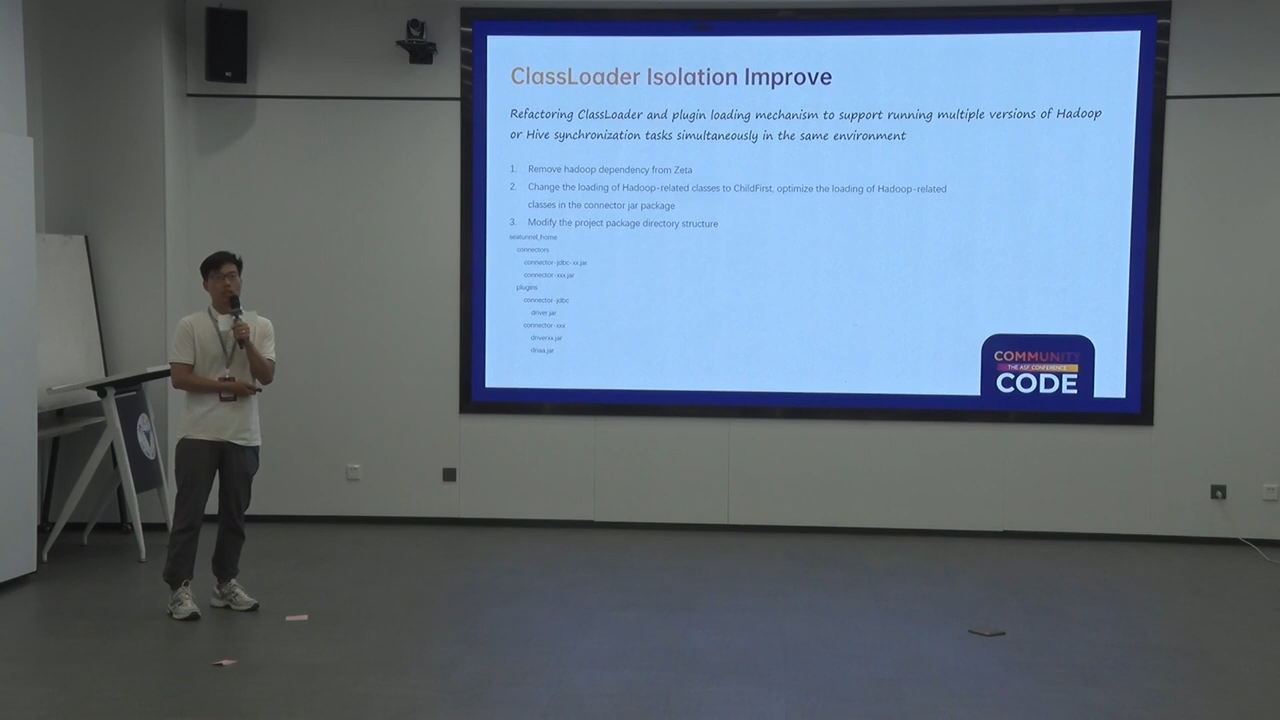 ClassLoader Isolation Improve
Refactoring ClassLoader and plugin loading mechanism to support running multiple versions of Hadoop
or Hive synchronization tasks simultaneously in the same environment
1. Remove hadoop dependency from Zeta
2. Change the loading of Hadoop-related classes to ChildFirst, optimize the loading of Hadoop-related
classes in the connector jar package
3. Modify the project package directory structure
seatunnel_home
connectors
connector-jdbc-xx.jar
connector-xxx.jar
plugins
connector-jdbc
driver.jar
connector-xxx
driverxx.jar
COMMUNITY
THE ASF CONFERENCE
CODE